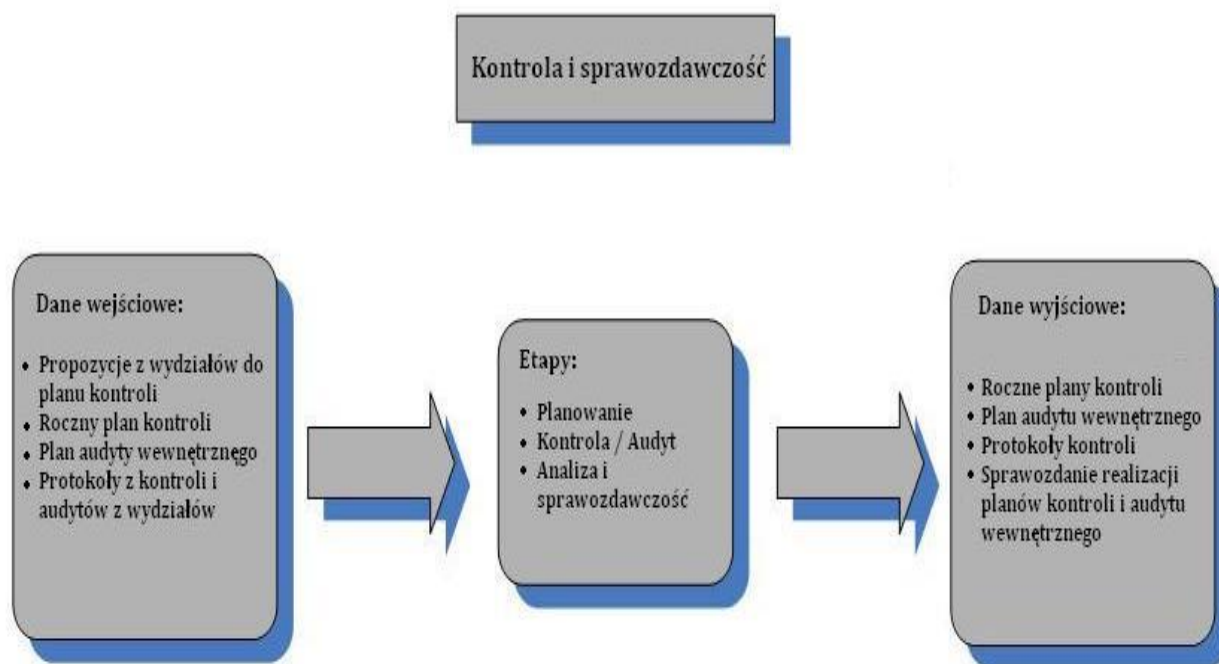 Kontrola i sprawozdawczość
Dane wejściowe:
• Propozycje z wydziałów do
planu kontroli
• Roczny plan kontroli
• Plan audyty wewnętrznego
• Protokoły z kontroli i
audytów z wydziałów
Etapy:
• Planowanie
• Kontrola / Audyt
• Analiza i
sprawozdawczość
Dane wyjściowe:
• Roczne plany kontroli
• Plan audytu wewnętrznego
• Protokoły kontroli
• Sprawozdanie realizacji
planów kontroli i audytu
wewnętrznego